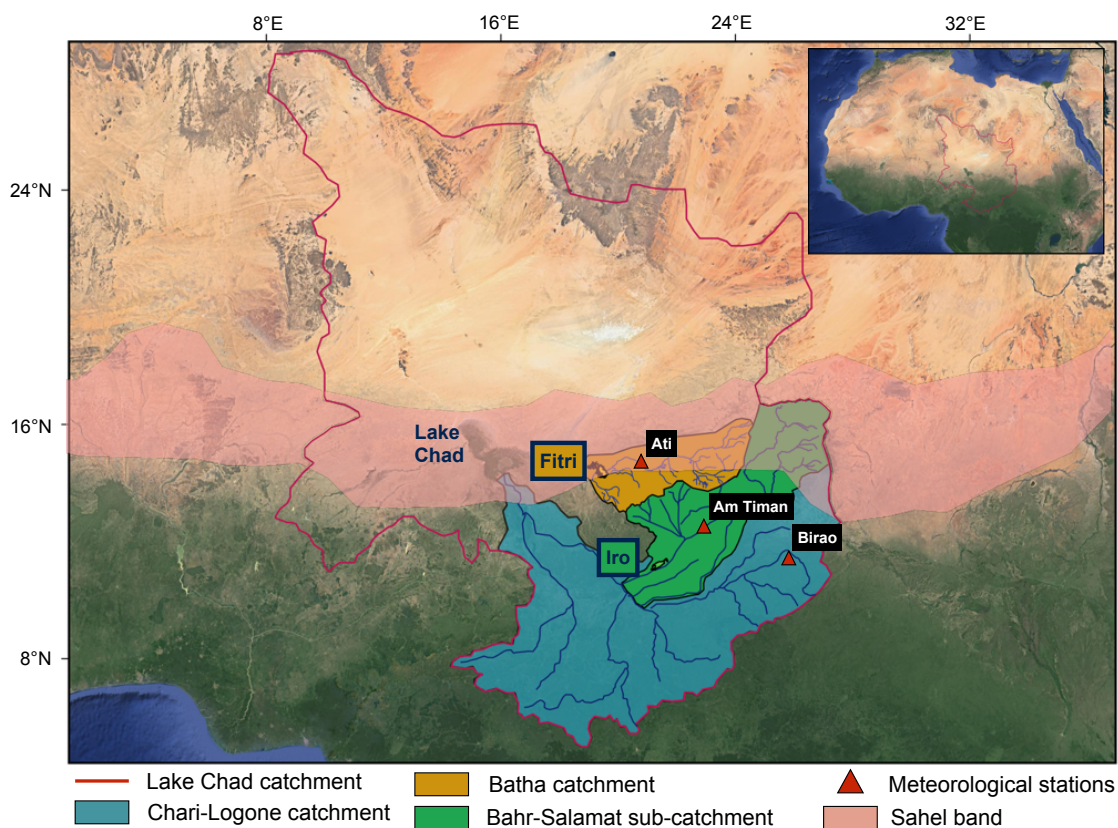 8°E 16°E 24°E 32°E
24°N
16°N
Lake
Chad
Fitri
Ati
Am Timan
Birao
Iro
8°N
Lake Chad catchment
Batha catchment
Meteorological stations
Chari-Logone catchment
Bahr-Salamat sub-catchment
Sahel band